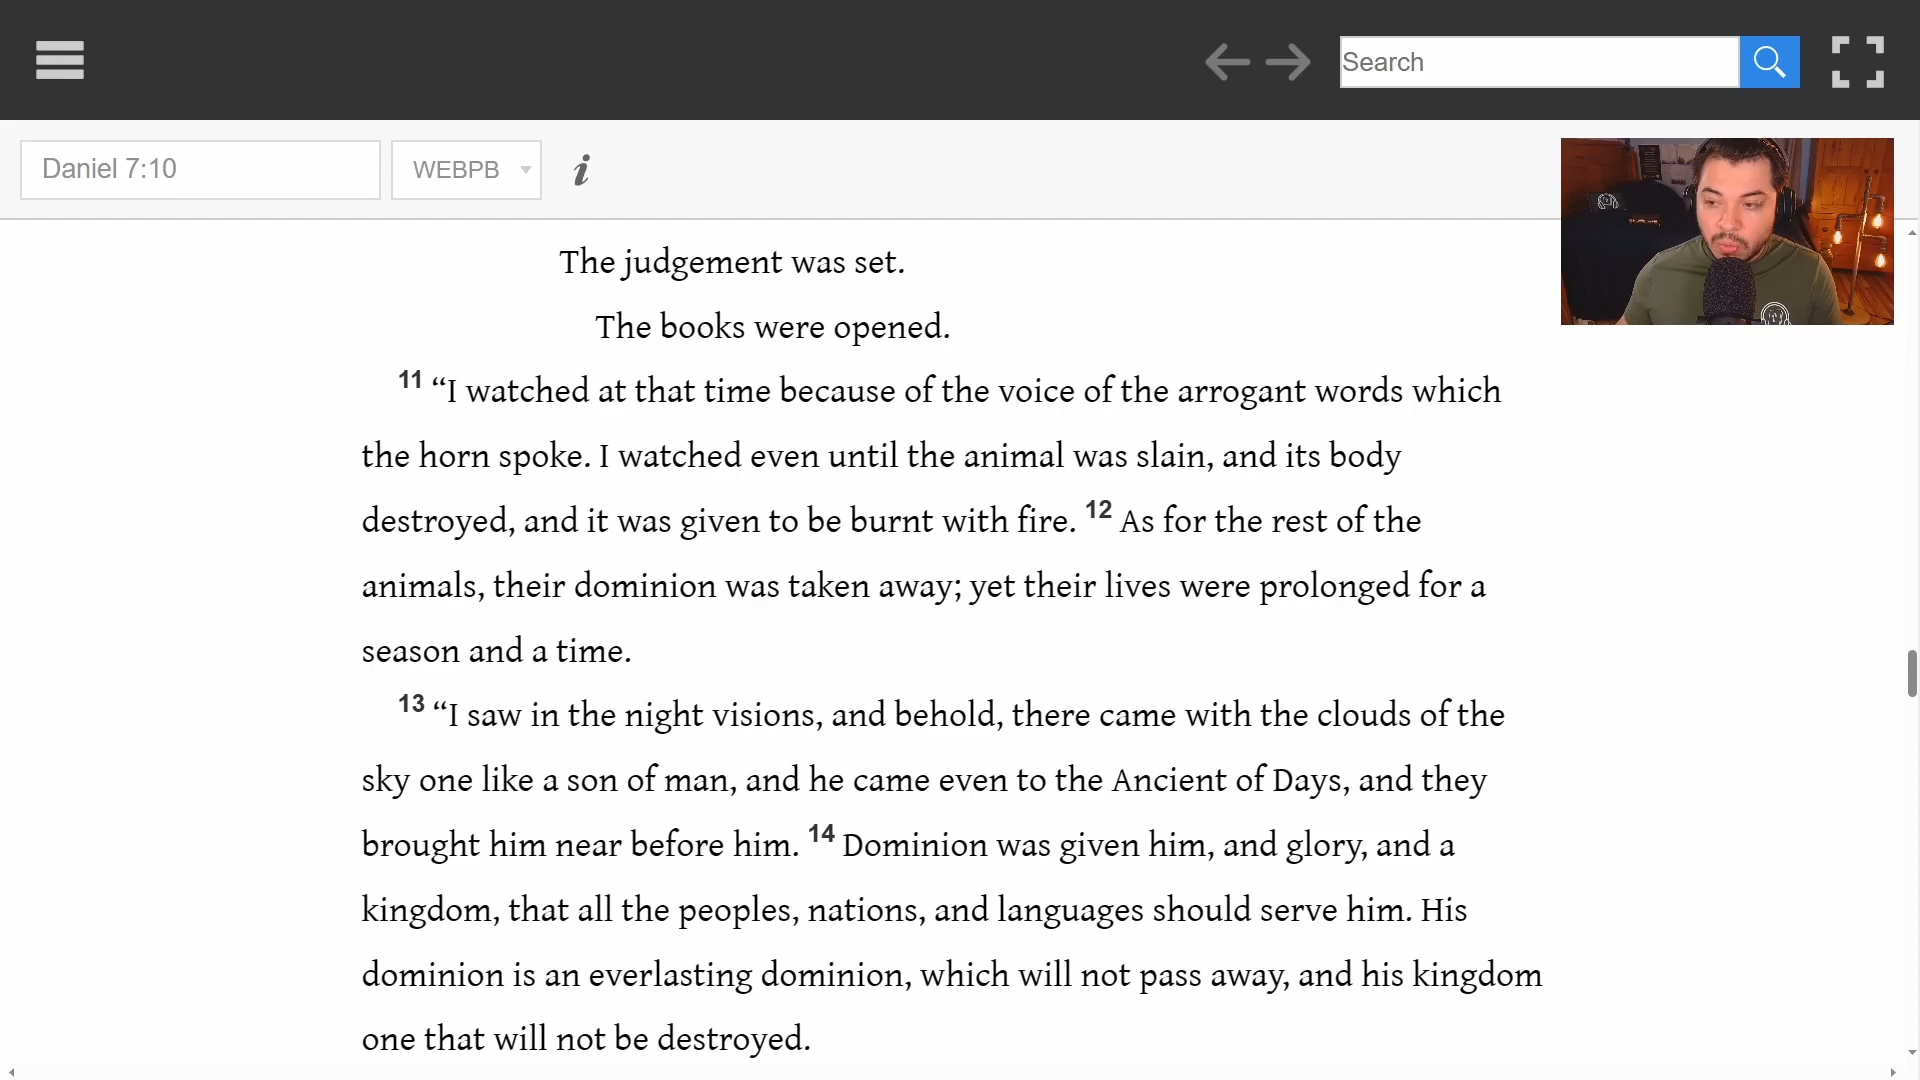 Search
Daniel 7:10
WEBPB
i
The judgement was set.
The books were opened.
11 “I watched at that time because of the voice of the arrogant words which
the horn spoke. I watched even until the animal was slain, and its body
destroyed, and it was given to be burnt with fire. 12 As for the rest of the
animals, their dominion was taken away; yet their lives were prolonged for a
season and a time.
13 “I saw in the night visions, and behold, there came with the clouds of the
sky one like a son of man, and he came even to the Ancient of Days, and they
brought him near before him. 14 Dominion was given him, and glory, and a
kingdom, that all the peoples, nations, and languages should serve him. His
dominion is an everlasting dominion, which will not pass away, and his kingdom
one that will not be destroyed.